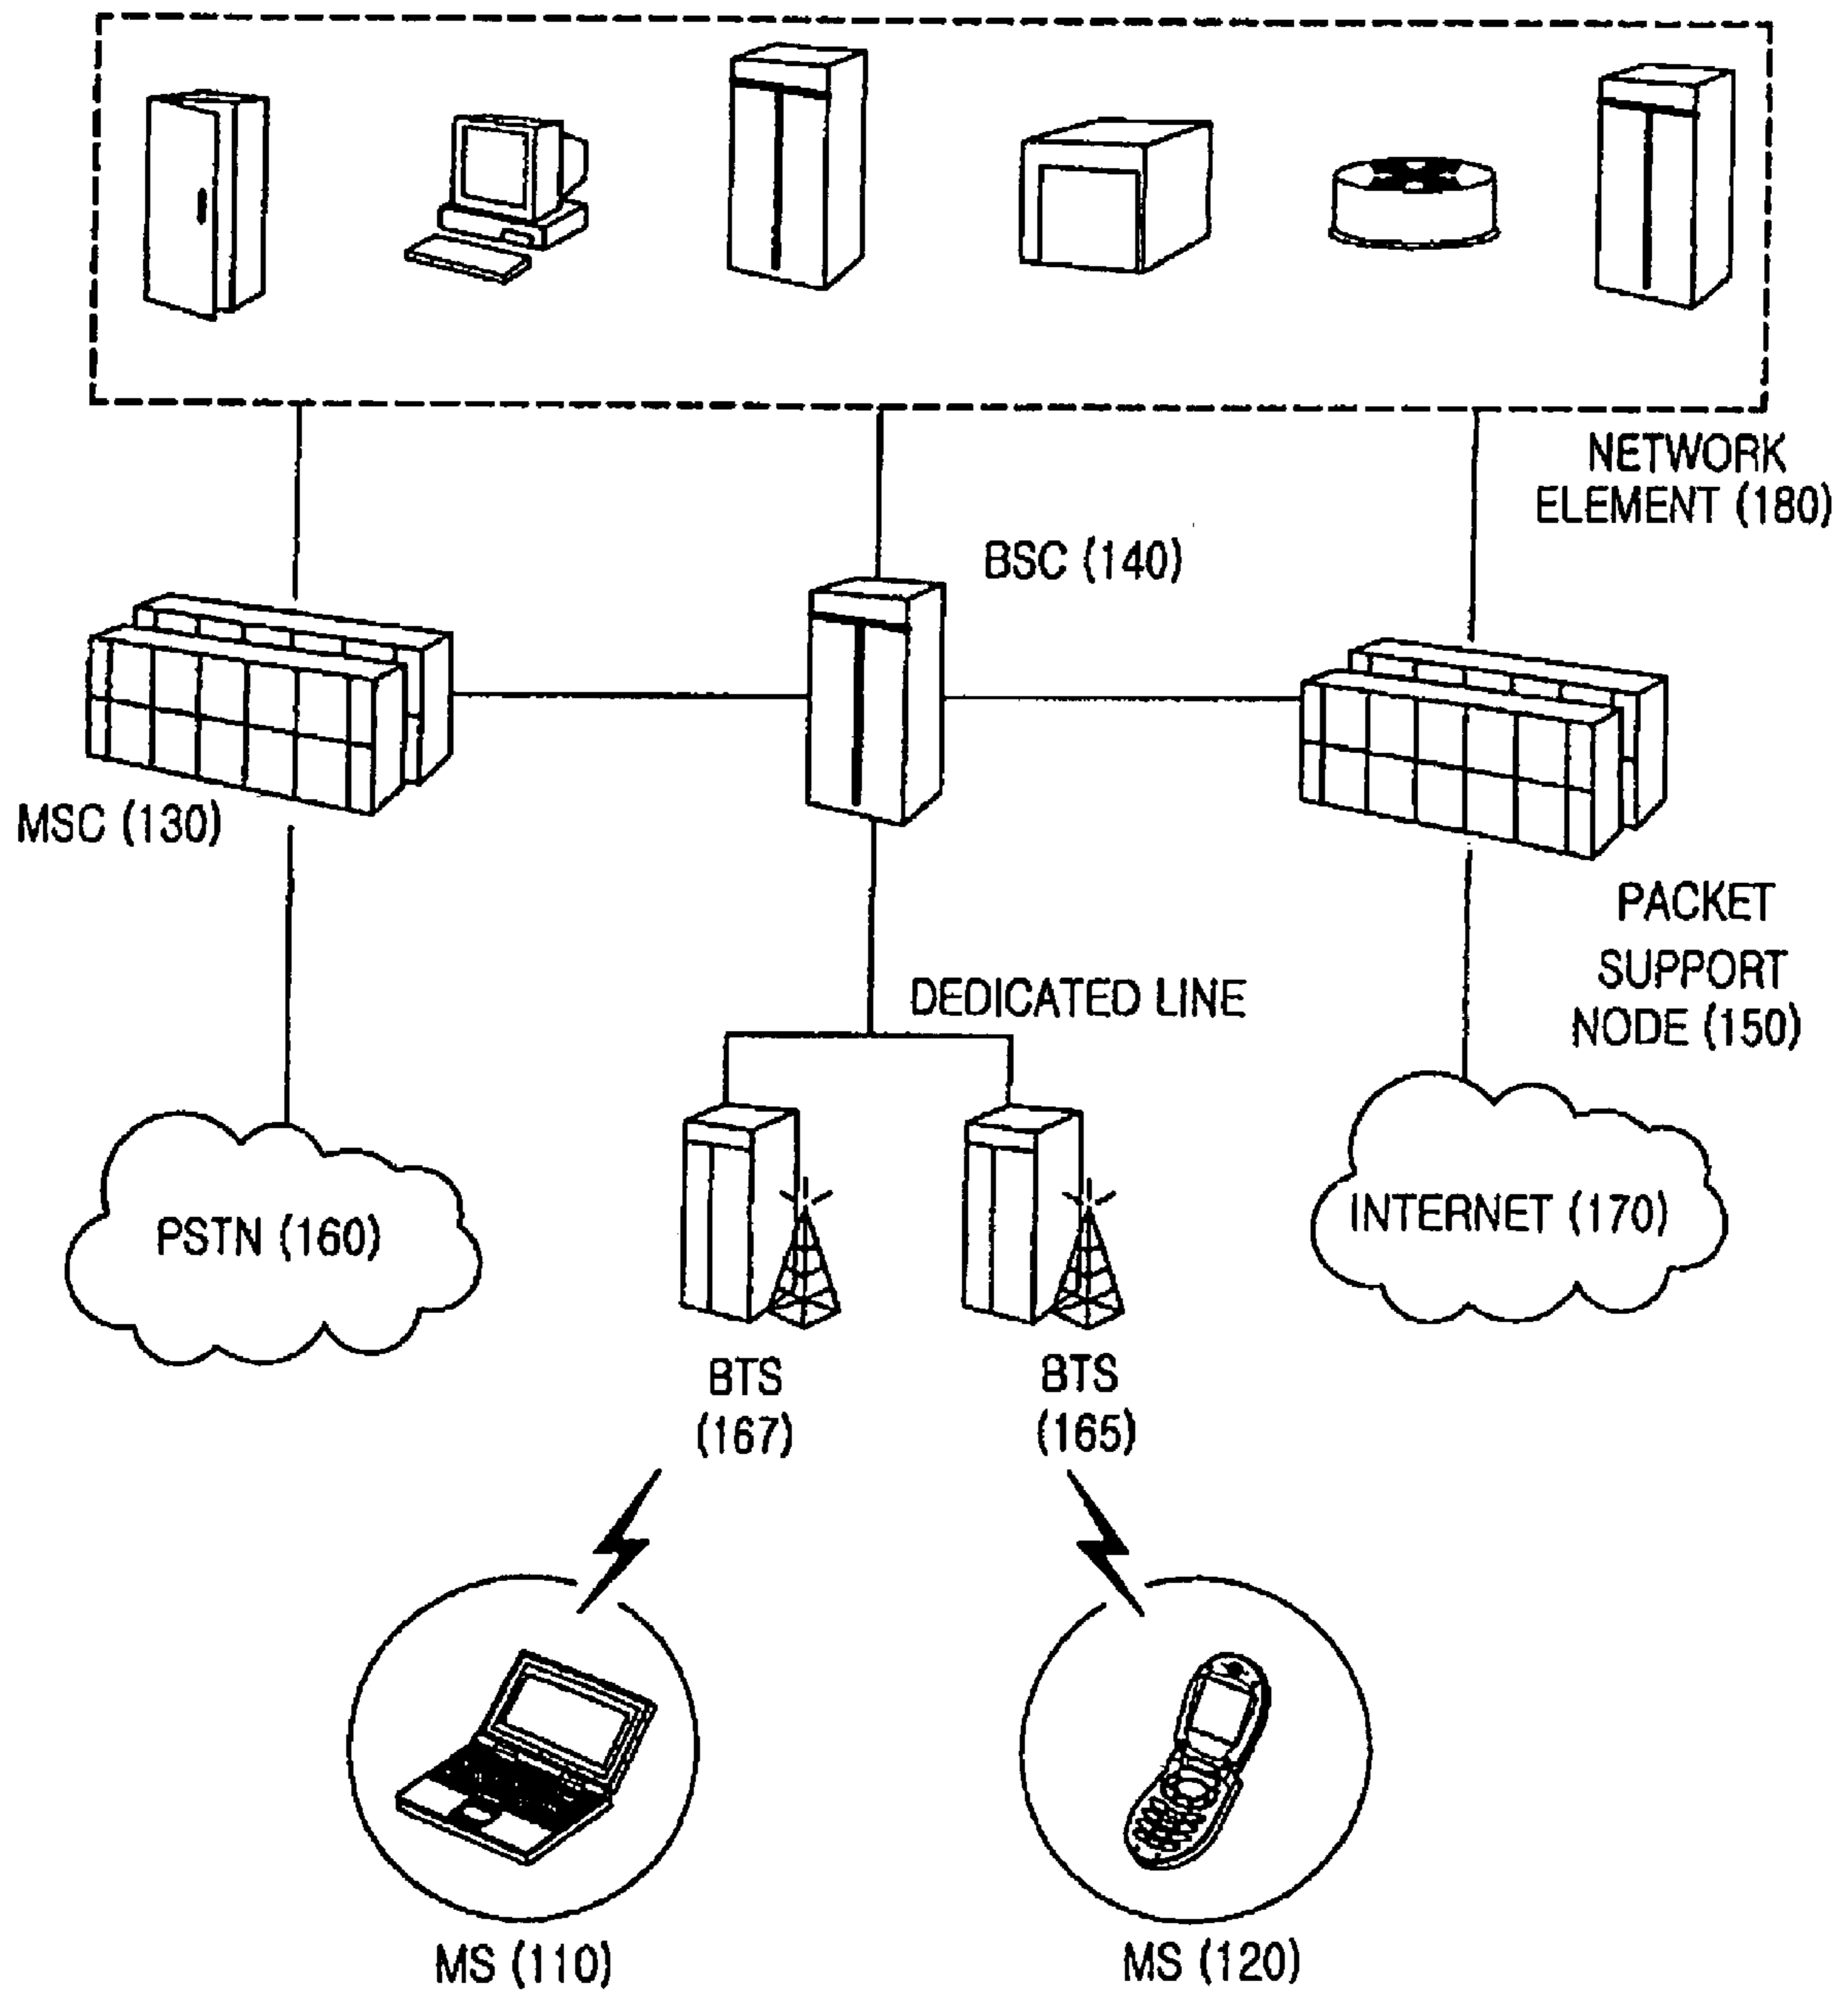 NETWORK
ELEMENT (180)
BSC (140)
MSC (130)
PACKET
SUPPORT
NODE (150)
DEDICATED LINE
PSTN (160)
INTERNET (170)
BTS
(167)
BTS
(165)
MS (110)
MS (120)